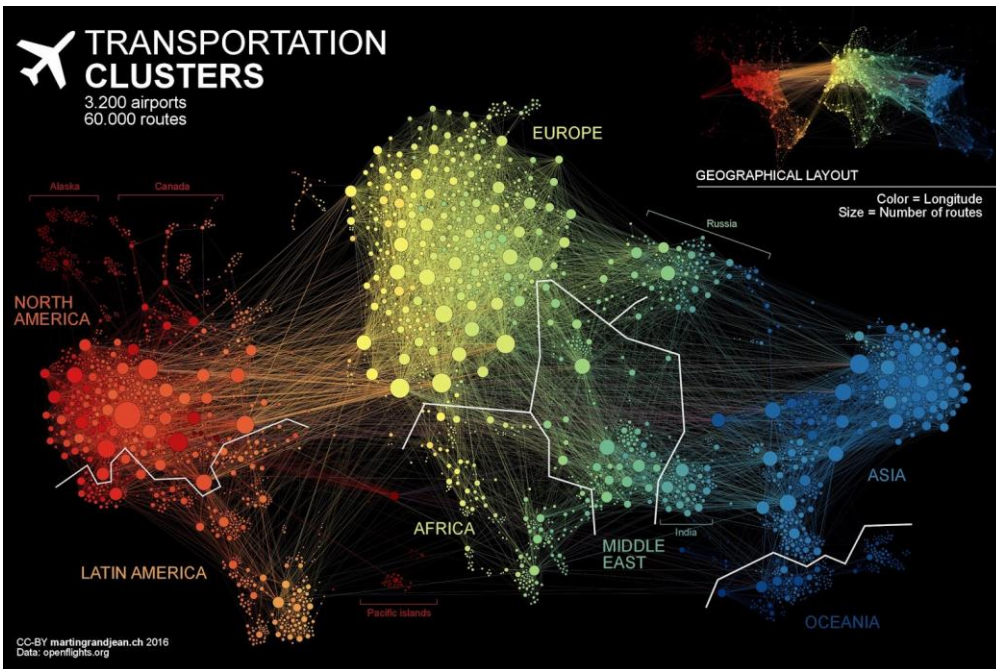 TRANSPORTATION
CLUSTERS
3.200 airports
60.000 routes
EUROPE
GEOGRAPHICAL LAYOUT
Color = Longitude
Size = Number of routes
Alaska
Canada
Russia
NORTH
AMERICA
ASIA
AFRICA
India
MIDDLE
EAST
LATIN AMERICA
Pacific islands
OCEANIA
CC-BY martingrandjean.ch 2016
Data: openflights.org